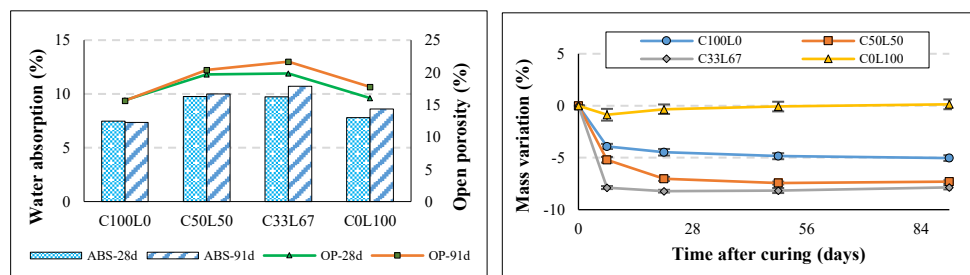 Water absorption (%)
15
10
5
0
25
20
15
10
5
0
Open porosity (%)
C100L0 C50L50 C33L67 C0L100
ABS-28d ABS-91d OP-28d OP-91d
Mass variation (%)
5
0
-5
-10
C100L0 C50L50
C33L67 C0L100
0 28 56 84
Time after curing (days)